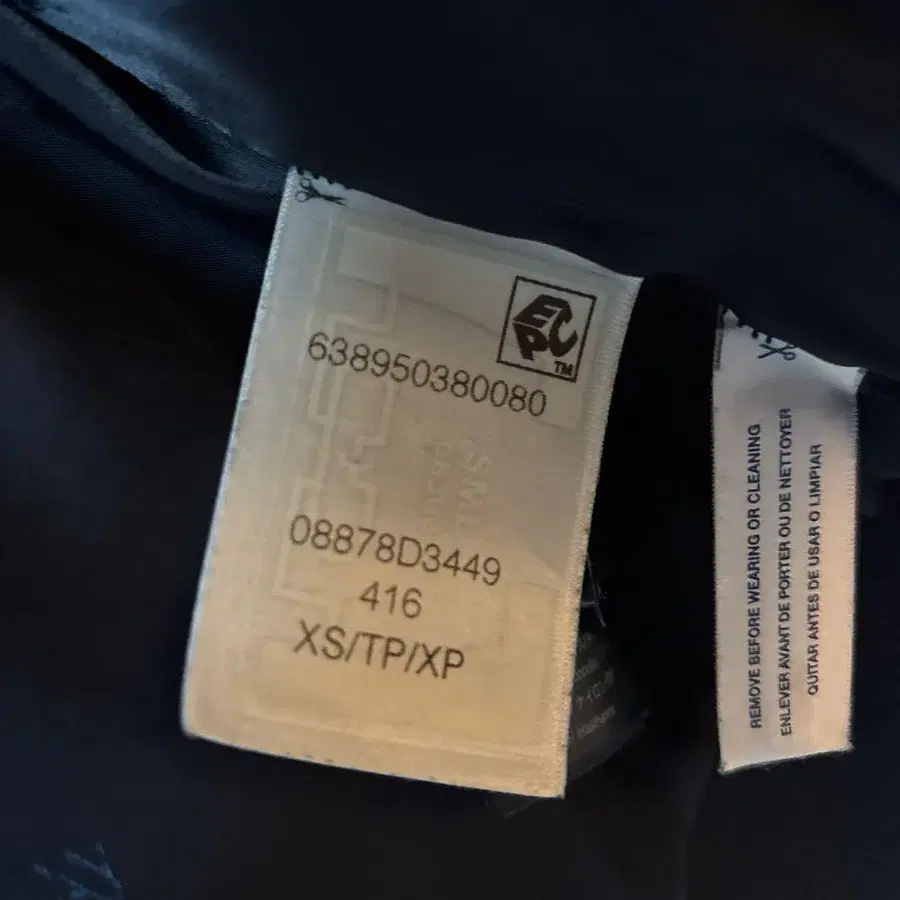 EPC
TM
638950380080
08878D3449
416
XS/TP/XP
REMOVE BEFORE WEARING OR CLEANING
ENLEVER AVANT DE PORTER OU DE NETTOYER
QUITAR ANTES DE USAR O LIMPIAR